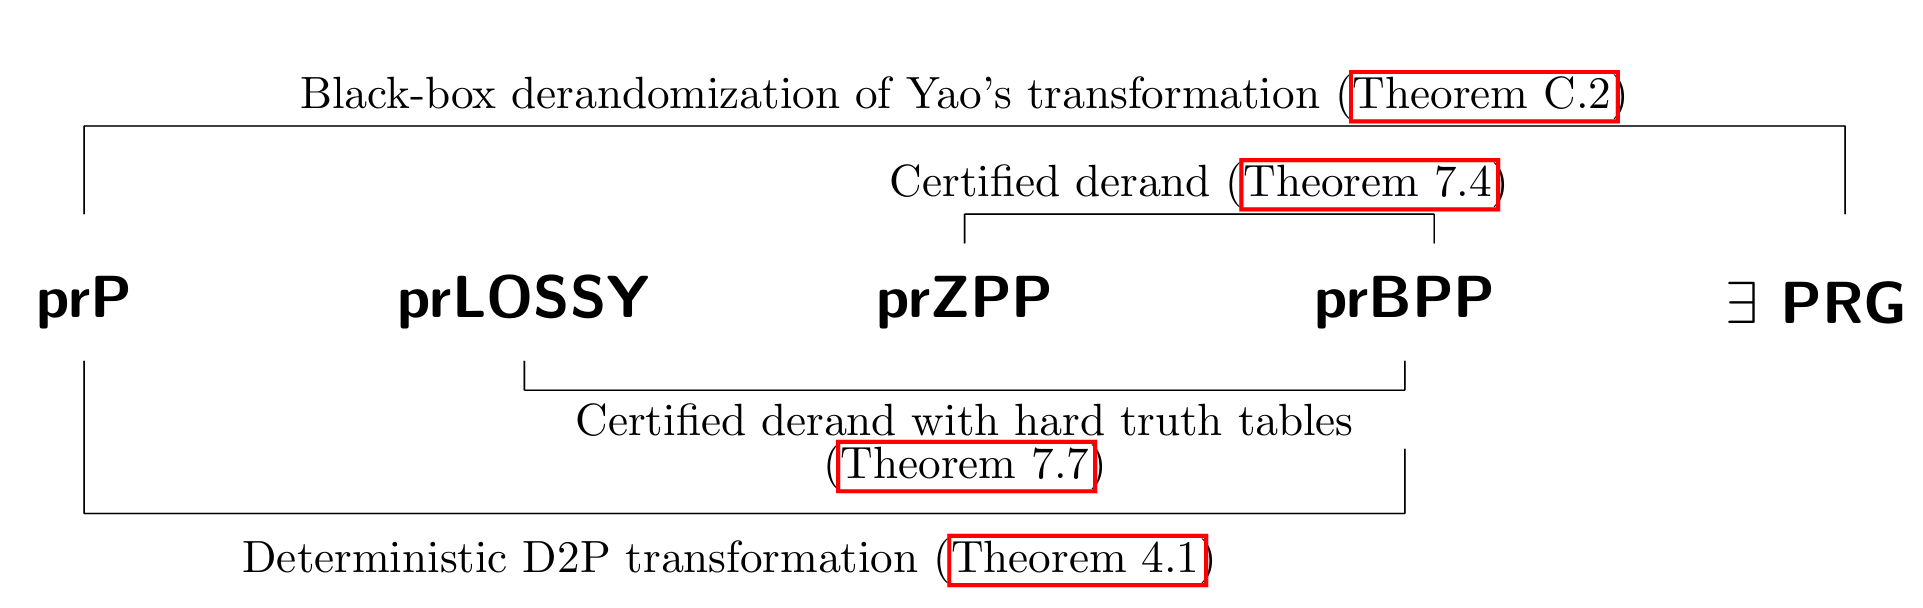 Black-box derandomization of Yao's transformation (Theorem C.2)
Certified derand (Theorem 7.4)
prP prLOSSY prZPP prBPP ∃ PRG
Certified derand with hard truth tables
(Theorem 7.7)
Deterministic D2P transformation (Theorem 4.1)